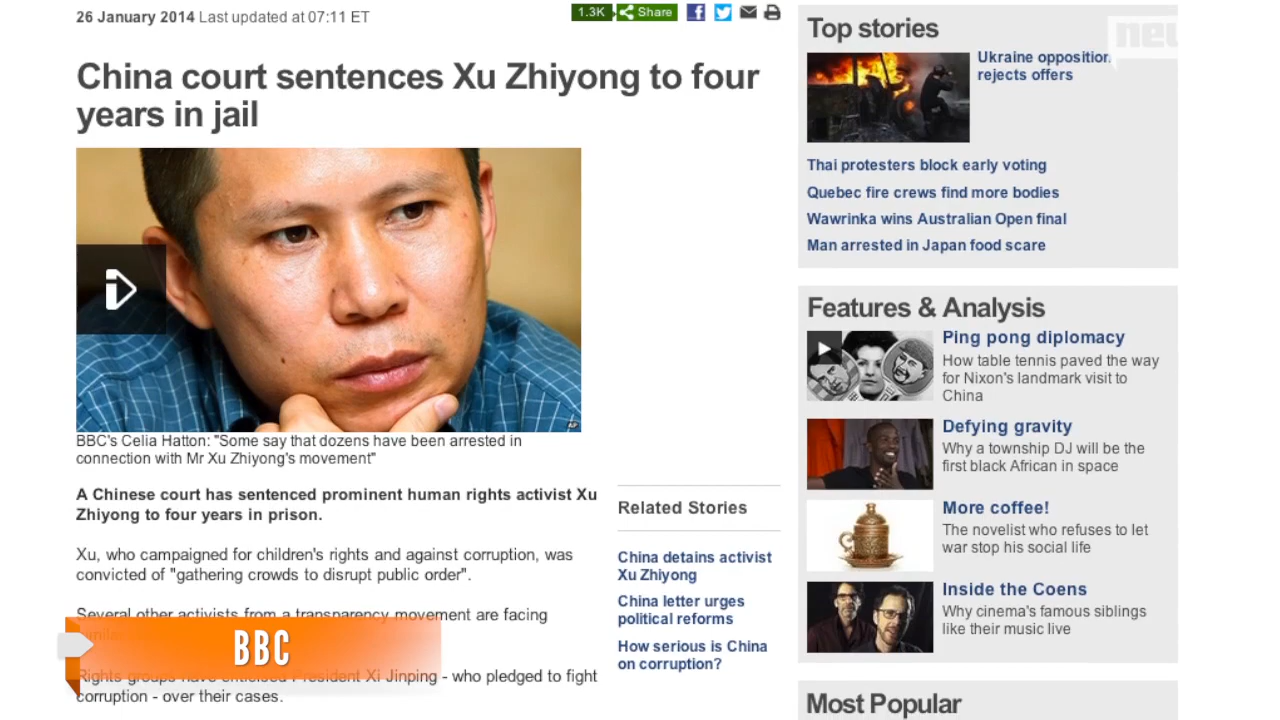 26 January 2014 Last updated at 07:11 ET
1.3K Share
China court sentences Xu Zhiyong to four
years in jail
AP
BBC's Celia Hatton: "Some say that dozens have been arrested in
connection with Mr Xu Zhiyong's movement"
A Chinese court has sentenced prominent human rights activist Xu
Zhiyong to four years in prison.
Xu, who campaigned for children's rights and against corruption, was
convicted of "gathering crowds to disrupt public order".
Several other activists from a transparency movement are facing
Rights groups have criticised President Xi Jinping - who pledged to fight
corruption - over their cases.
BBC
Related Stories
China detains activist
Xu Zhiyong
China letter urges
political reforms
How serious is China
on corruption?
Top stories
Ukraine opposition
rejects offers
Thai protesters block early voting
Quebec fire crews find more bodies
Wawrinka wins Australian Open final
Man arrested in Japan food scare
Features & Analysis
Ping pong diplomacy
How table tennis paved the way
for Nixon's landmark visit to
China
Defying gravity
Why a township DJ will be the
first black African in space
More coffee!
The novelist who refuses to let
war stop his social life
Inside the Coens
Why cinema's famous siblings
like their music live
Most Popular